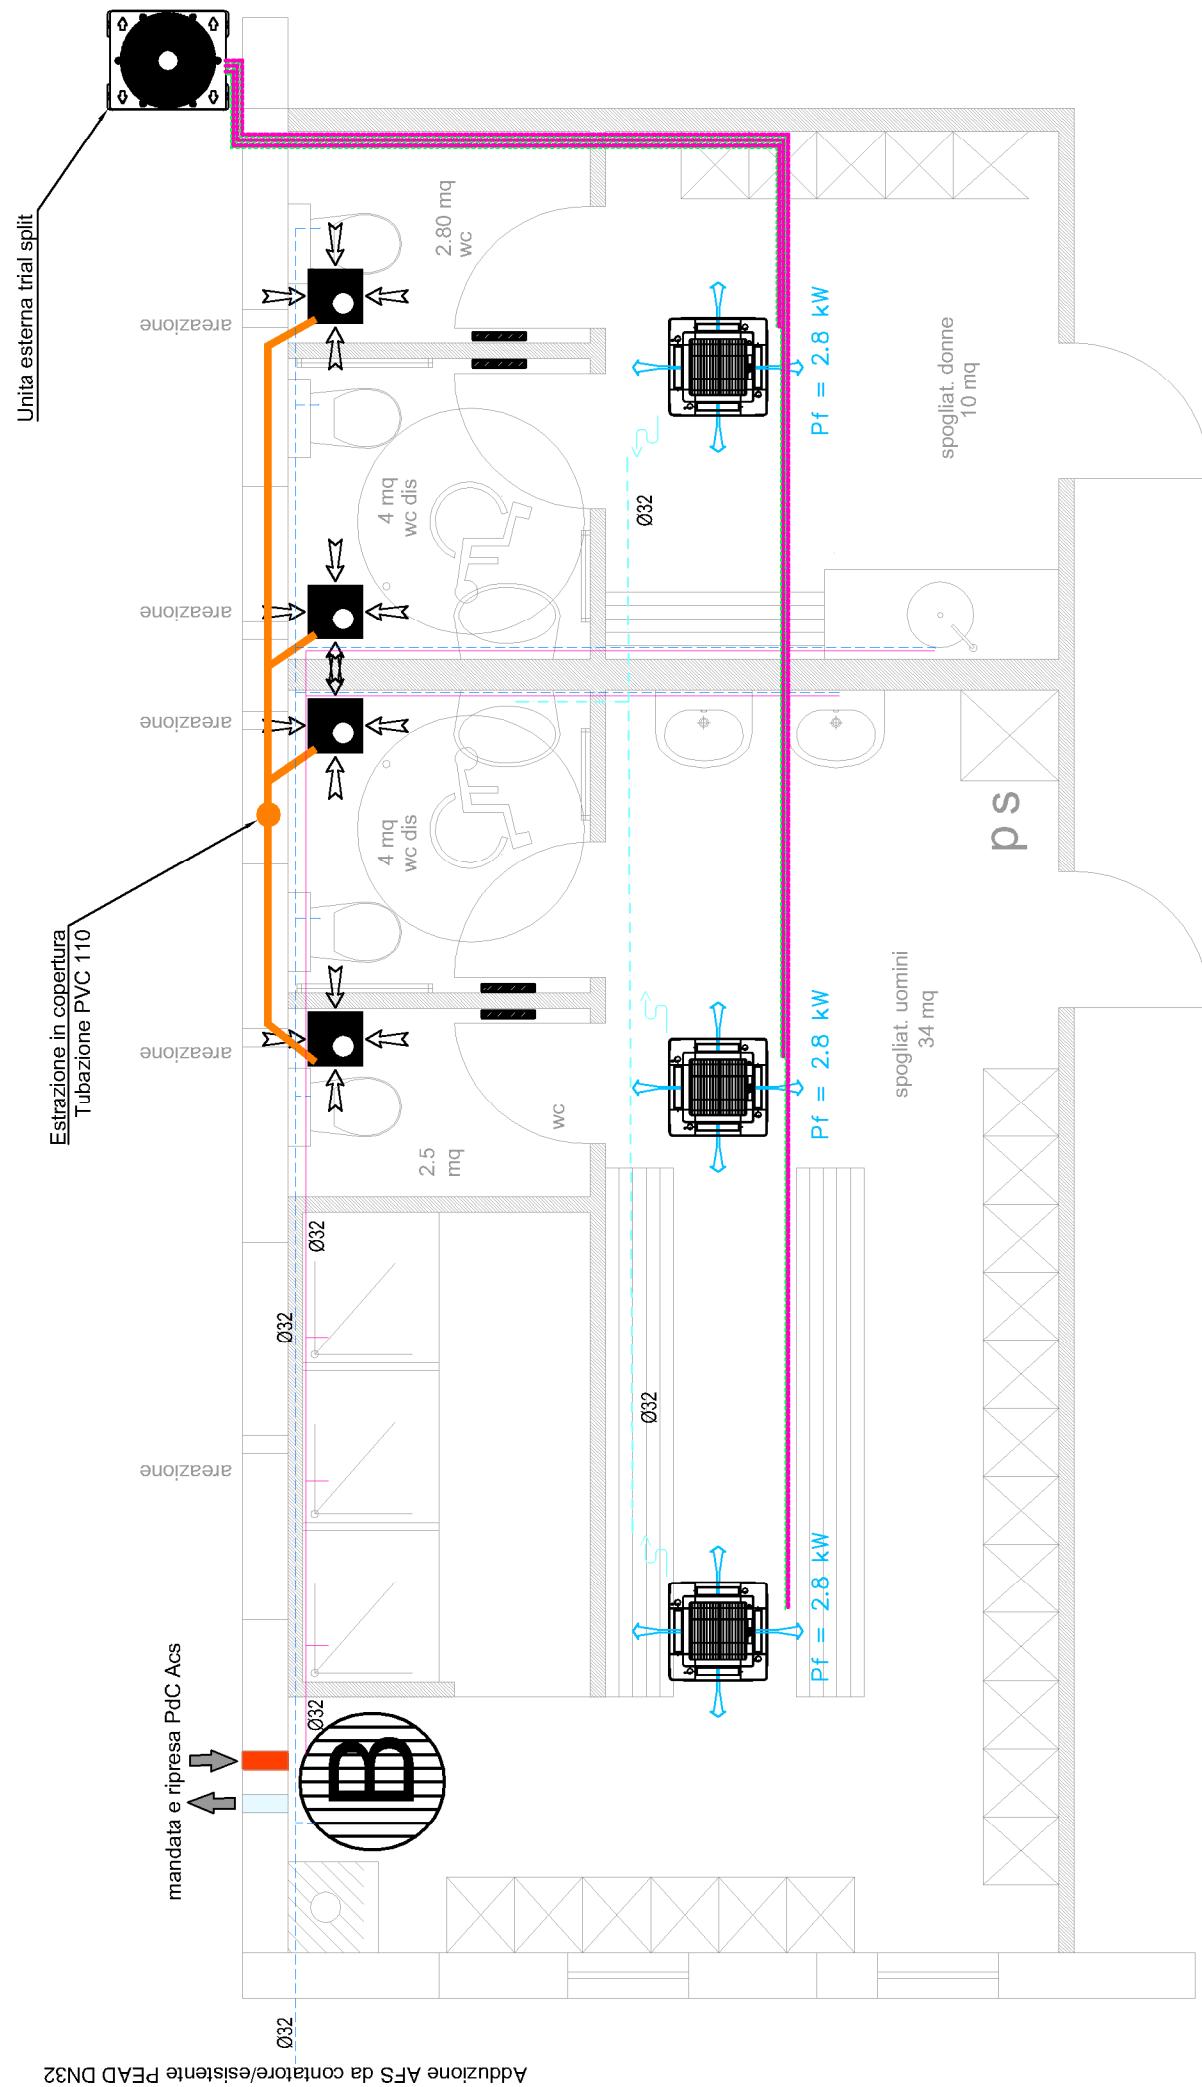 Unita esterna trial split
areazione
2.80 mq
wc
Pf = 2.8 kW
spogliat. donne
10 mq
4 mq
wc dis
Ø32
areazione
areazione
4 mq
wc dis
ps
Estrazione in copertura
Tubazione PVC 110
areazione
wc
2.5
mq
Pf = 2.8 kW
spogliat. uomini
34 mq
Ø32
Ø32
Ø32
areazione
Pf = 2.8 kW
mandata e ripresa PdC Acs
Ø32
B
Ø32
Adduzione AFS da contatore/esistente PEAD DN32